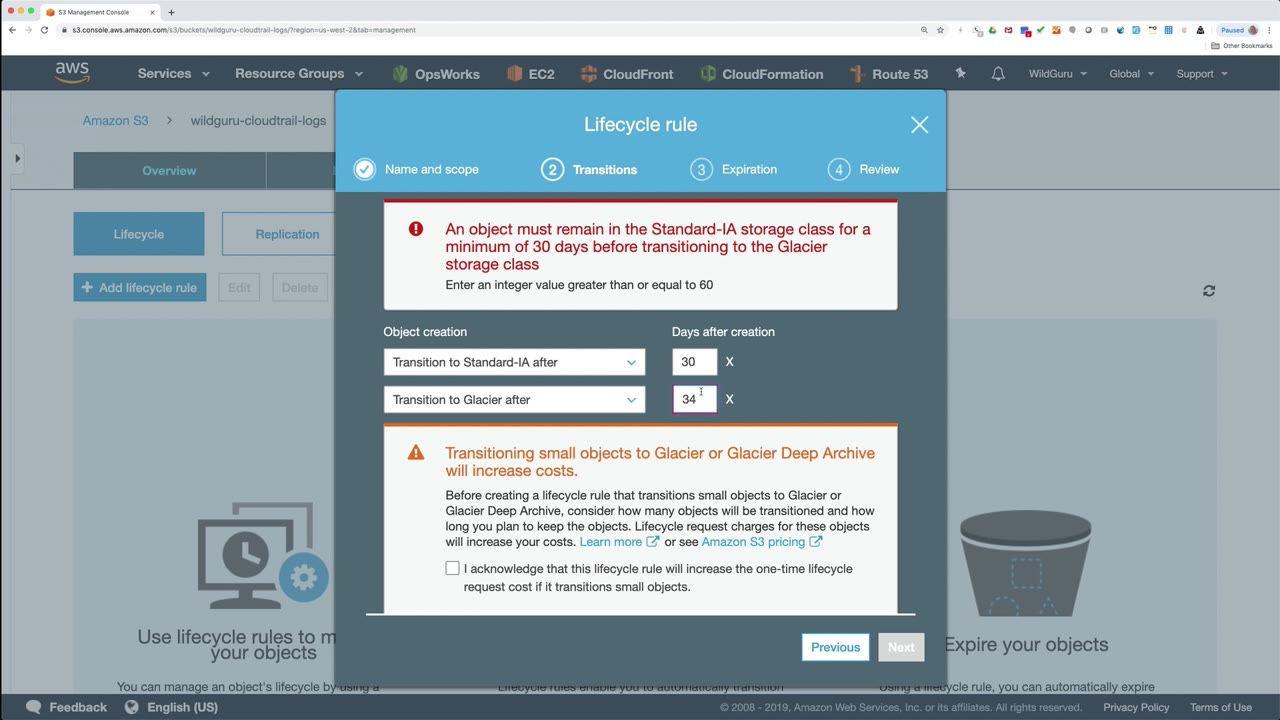 S3 Management Console
s3.console.aws.amazon.com/s3/buckets/wildguru-cloudtrail-logs/?region=us-west-2&tab=management
Paused
Other Bookmarks
aws
Services
Resource Groups
OpsWorks
EC2
CloudFront
CloudFormation
Route 53
WildGuru
Global
Support
Amazon S3 > wildguru-cloudtrail-logs
Overview
Lifecycle
Replication
+ Add lifecycle rule
Edit
Delete
Lifecycle rule
Name and scope
2 Transitions
3 Expiration
4 Review
An object must remain in the Standard-IA storage class for a
minimum of 30 days before transitioning to the Glacier
storage class
Enter an integer value greater than or equal to 60
Object creation
Days after creation
Transition to Standard-IA after
30 X
Transition to Glacier after
34 X
Transitioning small objects to Glacier or Glacier Deep Archive
will increase costs.
Before creating a lifecycle rule that transitions small objects to Glacier or
Glacier Deep Archive, consider how many objects will be transitioned and how
long you plan to keep the objects. Lifecycle request charges for these objects
will increase your costs. Learn more or see Amazon S3 pricing
I acknowledge that this lifecycle rule will increase the one-time lifecycle
request cost if it transitions small objects.
Previous
Next
Use lifecycle rules to m
your objects
You can manage an object's lifecycle by using a
Lifecycle rules enable you to automatically transition
Expire your objects
Using a lifecycle rule, you can automatically expire
Feedback
English (US)
© 2008 - 2019, Amazon Web Services, Inc. or its affiliates. All rights reserved.
Privacy Policy
Terms of Use